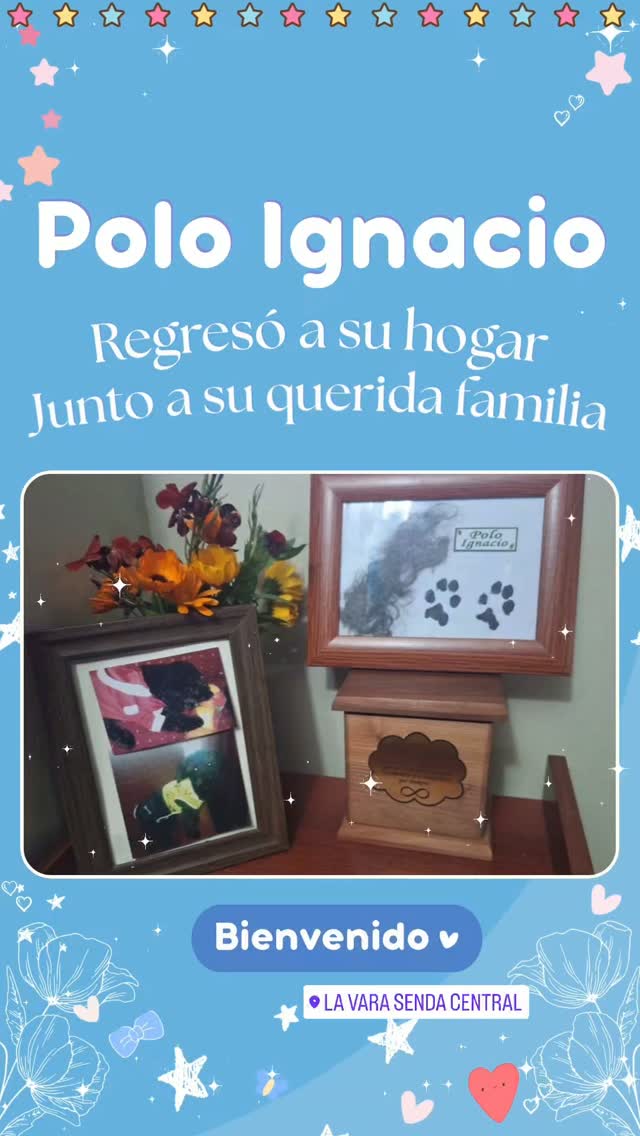 Polo Ignacio
Regresó a su hogar
Junto a su querida familia
Polo
Ignacio
Bienvenido
LA VARA SENDA CENTRAL